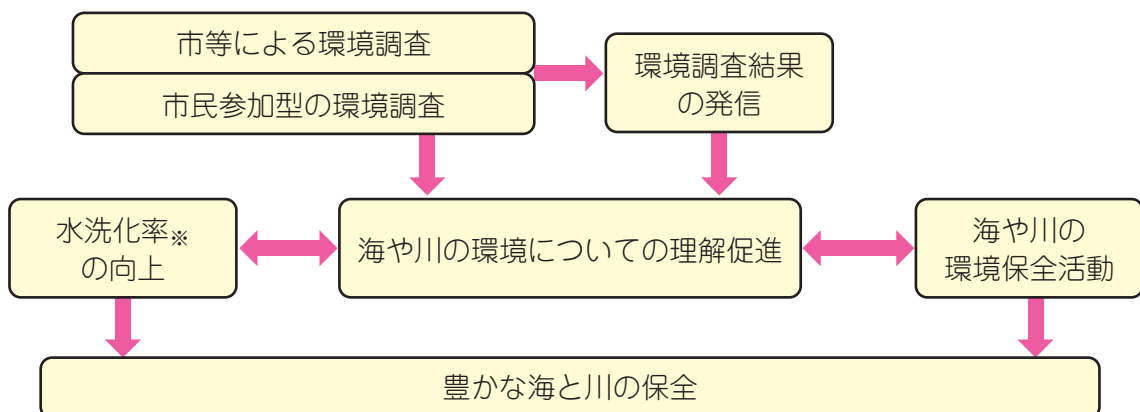 市等による環境調査
市民参加型の環境調査
環境調査結果
の発信
水洗化率※
の向上
海や川の環境についての理解促進
海や川の
環境保全活動
豊かな海と川の保全